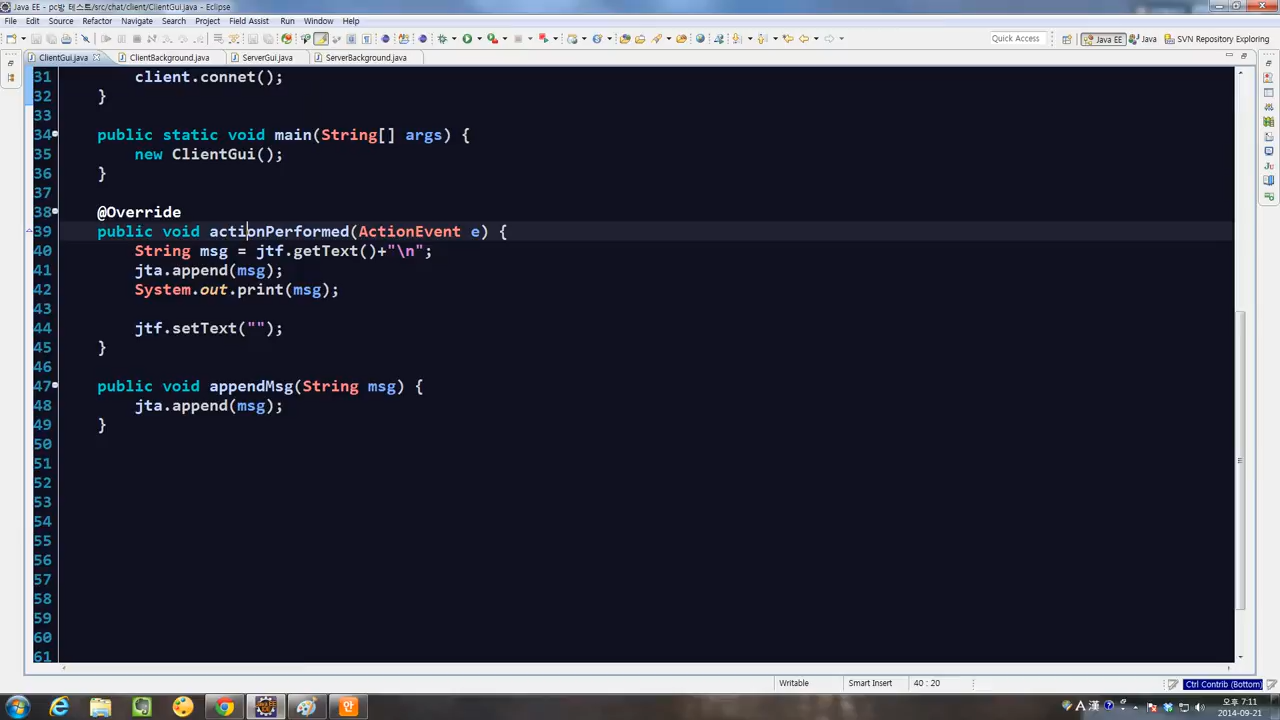 Java EE - pc방 테스트/src/chat/client/ClientGui.java - Eclipse
File Edit Source Refactor Navigate Search Project Field Assist Run Window Help
Quick Access Java EE Java SVN Repository Exploring
ClientGui.java ClientBackground.java ServerGui.java ServerBackground.java
31 client.connet();
32 }
33
34 public static void main(String[] args) {
35 new ClientGui();
36 }
37
38 @Override
39 public void actionPerformed(ActionEvent e) {
40 String msg = jtf.getText()+"\n";
41 jta.append(msg);
42 System.out.print(msg);
43
44 jtf.setText("");
45 }
46
47 public void appendMsg(String msg) {
48 jta.append(msg);
49 }
50
51
52
53
54
55
56
57
58
59
60
61
Writable Smart Insert 40 : 20 Ctrl Contrib (Bottom)
안 A 漢 오후 7:11
2014-09-21